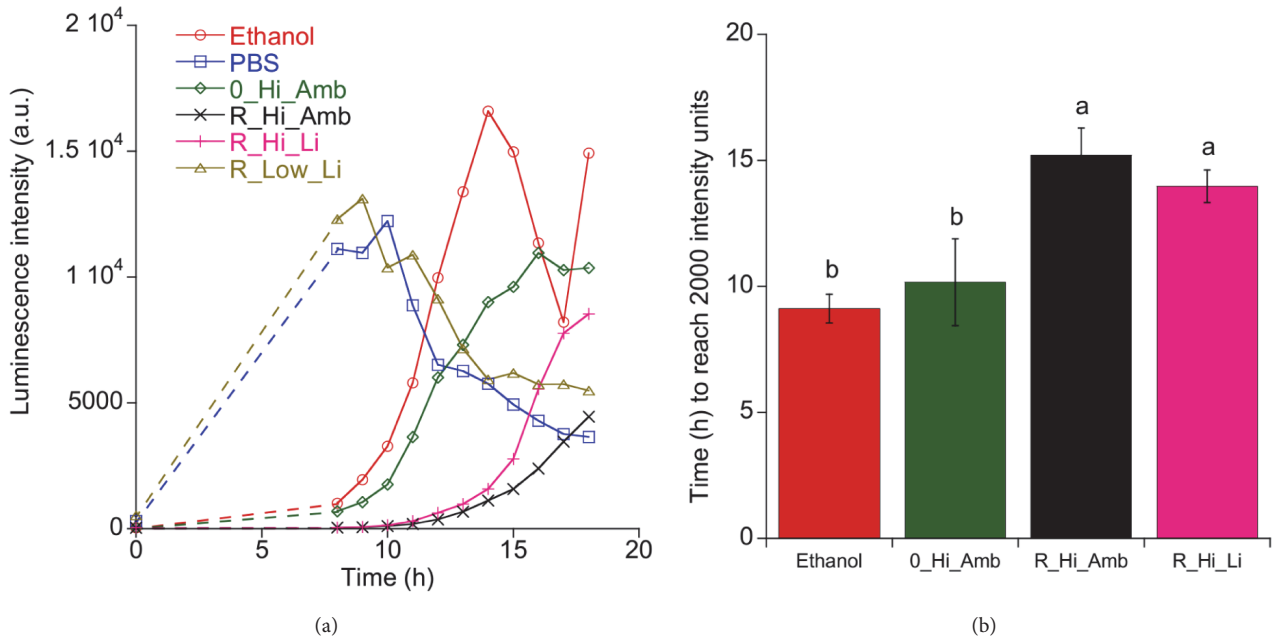 2 10⁴
1.5 10⁴
1 10⁴
5000
0
Luminescence intensity (a.u.)
Ethanol
PBS
0_Hi_Amb
R_Hi_Amb
R_Hi_Li
R_Low_Li
0 5 10 15 20
Time (h)
(a)
20
15
10
5
0
Time (h) to reach 2000 intensity units
b b a a
Ethanol 0_Hi_Amb R_Hi_Amb R_Hi_Li
(b)